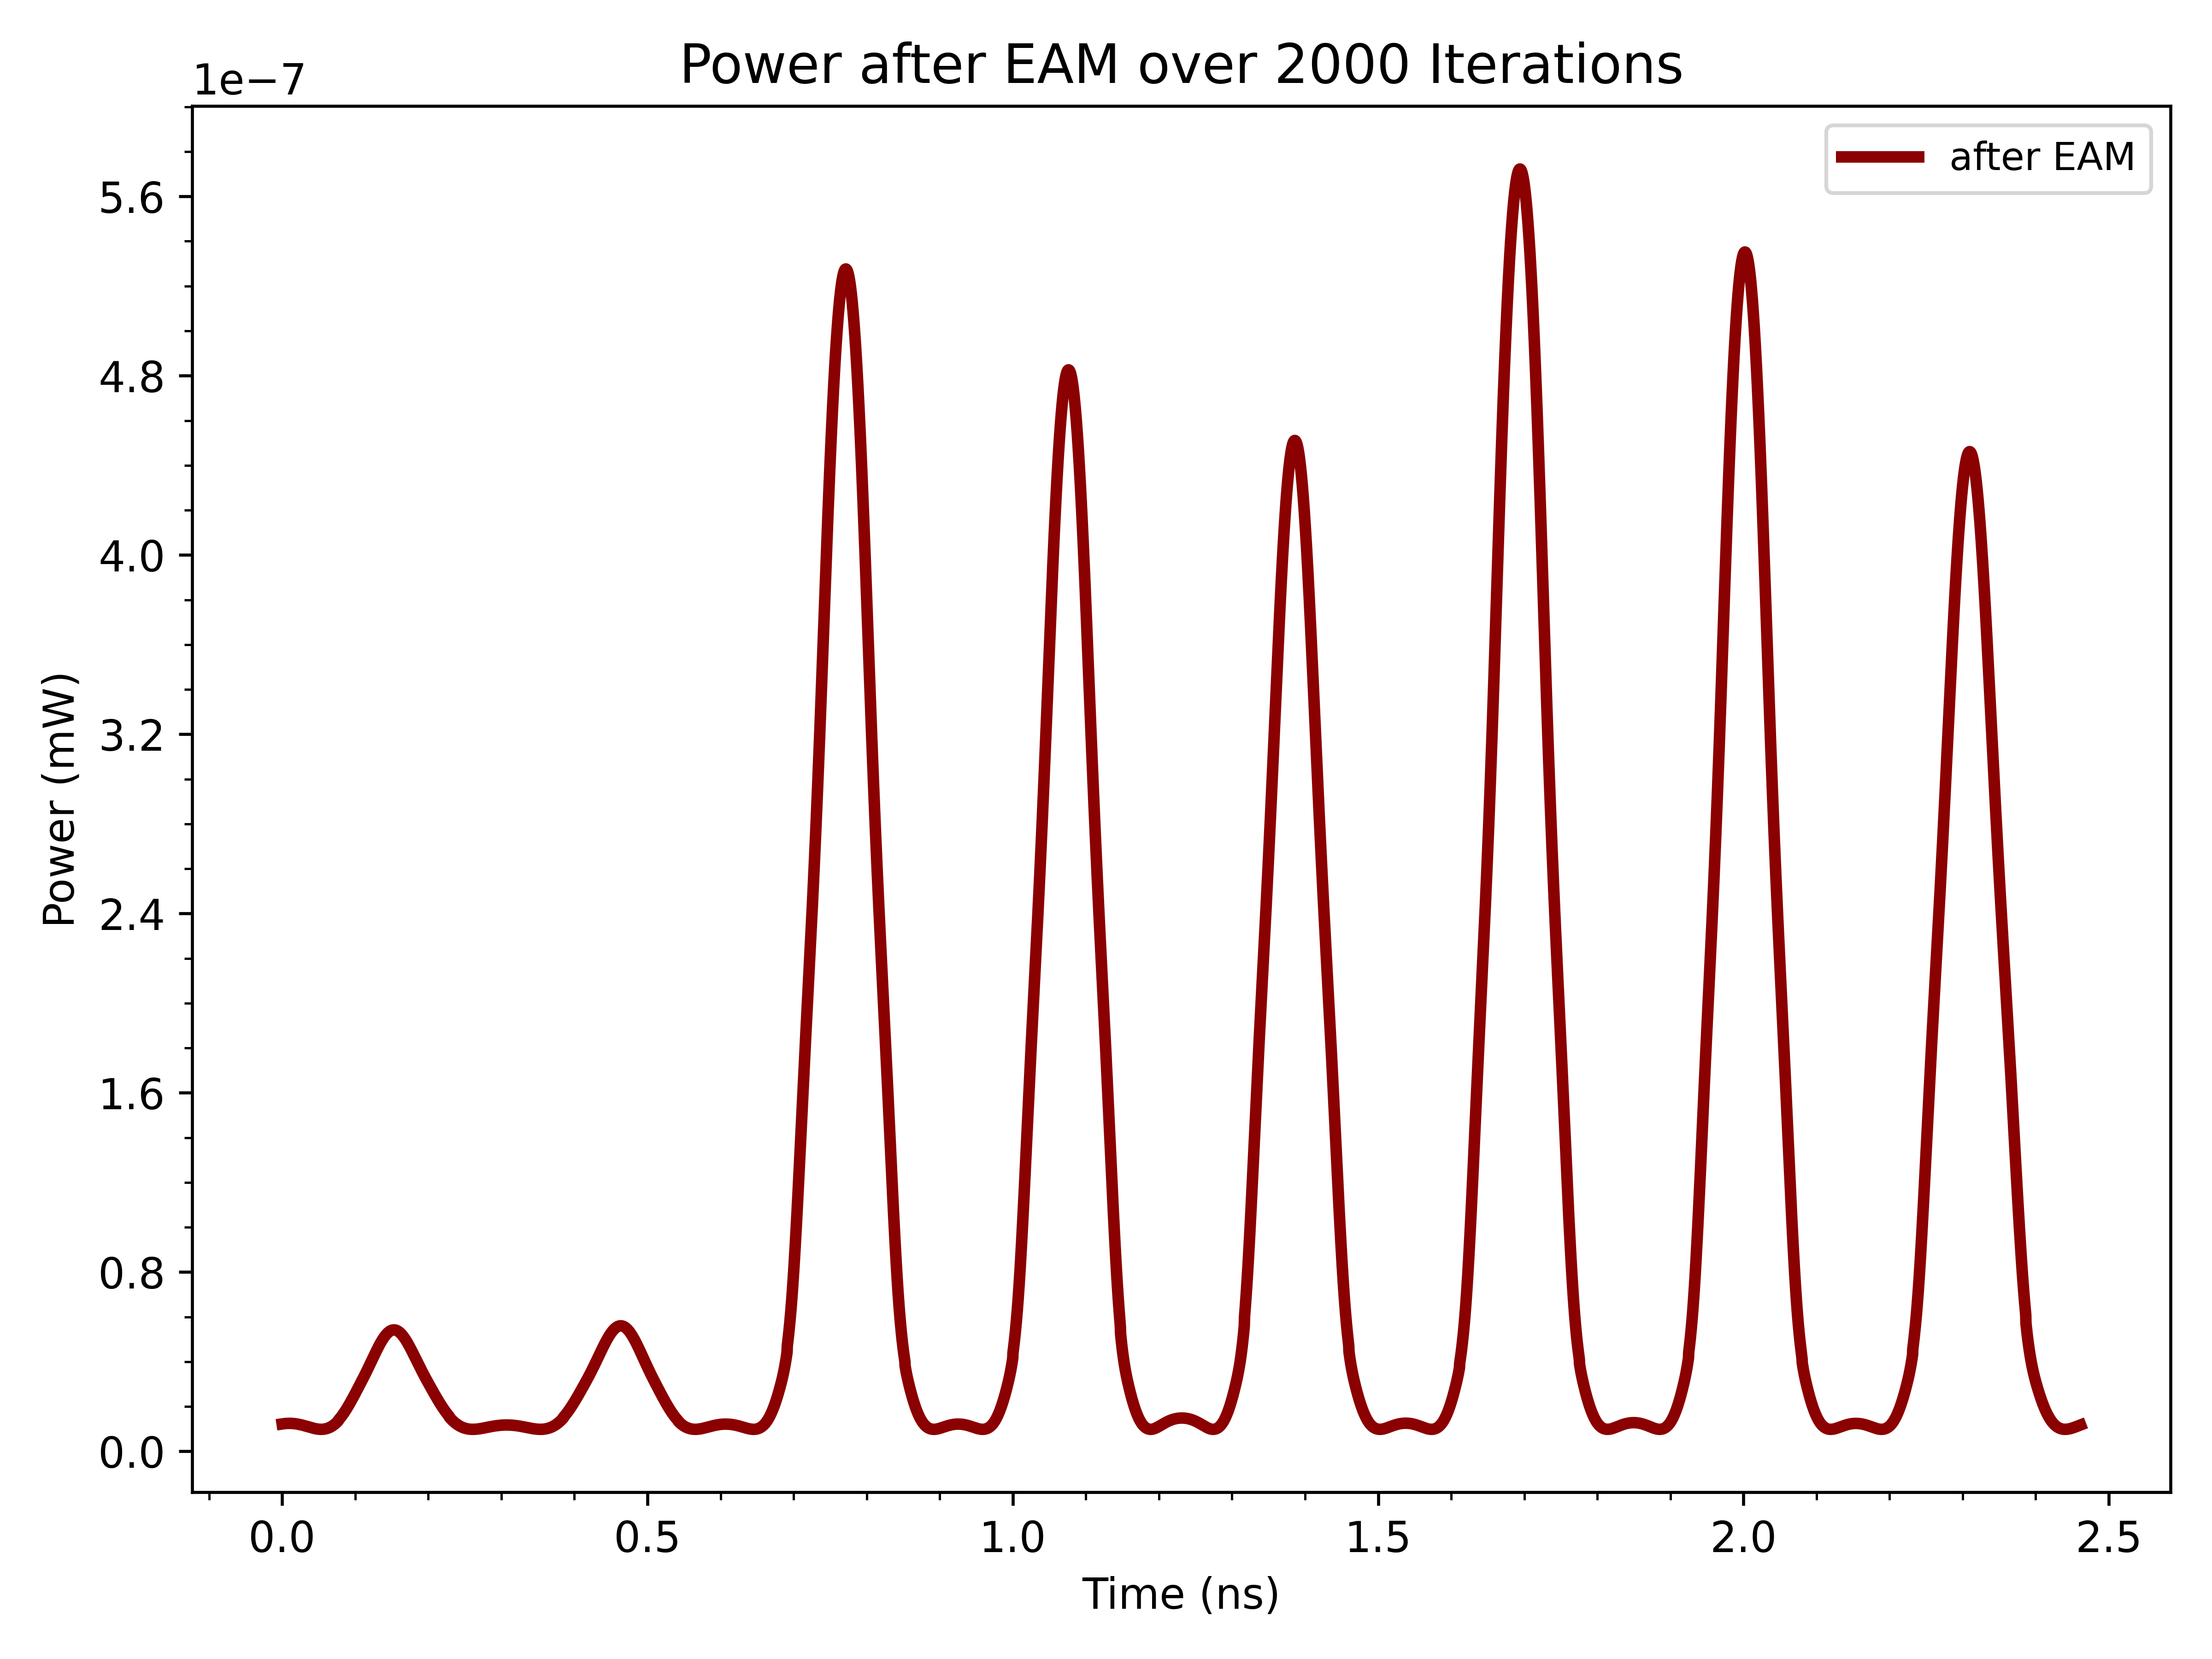 Power after EAM over 2000 Iterations
1e−7
after EAM
5.6
4.8
4.0
3.2
2.4
1.6
0.8
0.0
Power (mW)
0.0 0.5 1.0 1.5 2.0 2.5
Time (ns)